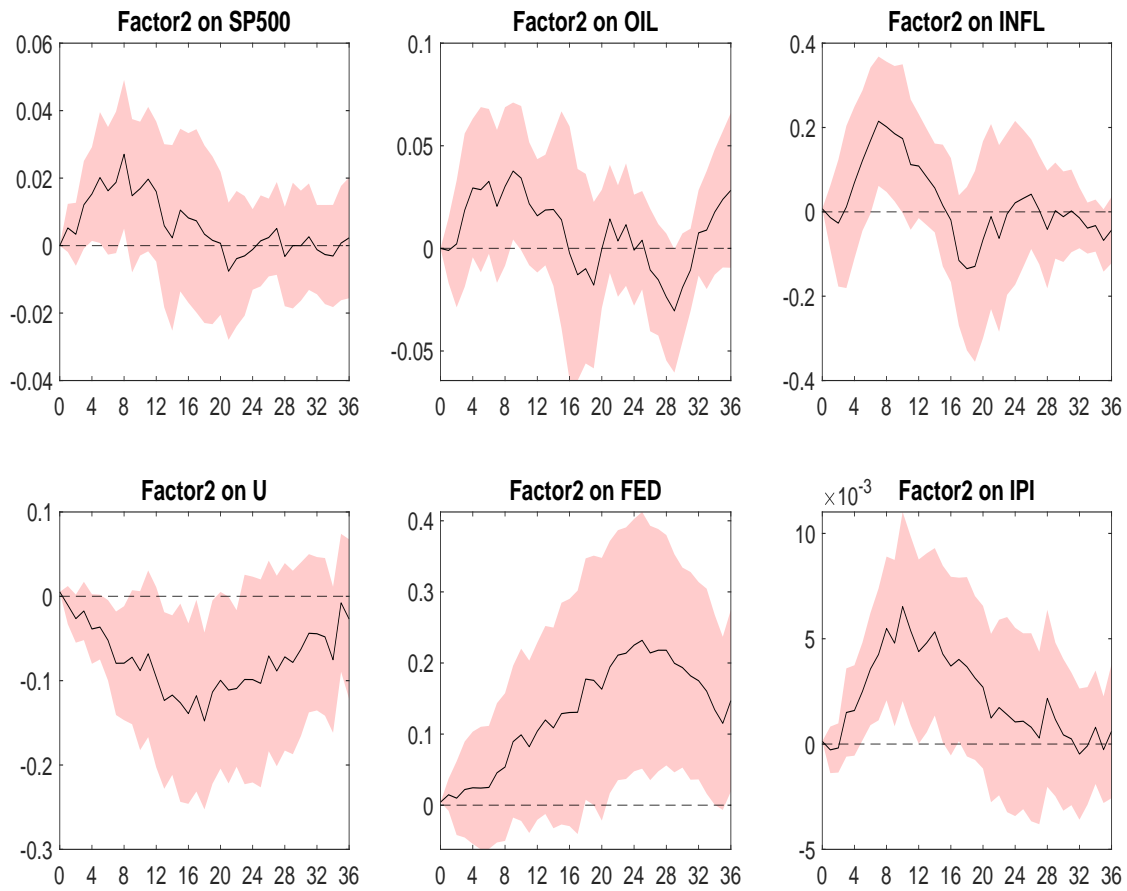 Factor2 on SP500
0.06
0.04
0.02
0
-0.02
-0.04
0 4 8 12 16 20 24 28 32 36
Factor2 on OIL
0.1
0.05
0
-0.05
0 4 8 12 16 20 24 28 32 36
Factor2 on INFL
0.4
0.2
0
-0.2
-0.4
0 4 8 12 16 20 24 28 32 36
Factor2 on U
0.1
0
-0.1
-0.2
-0.3
0 4 8 12 16 20 24 28 32 36
Factor2 on FED
0.4
0.3
0.2
0.1
0
0 4 8 12 16 20 24 28 32 36
Factor2 on IPI
×10⁻³
10
5
0
-5
0 4 8 12 16 20 24 28 32 36